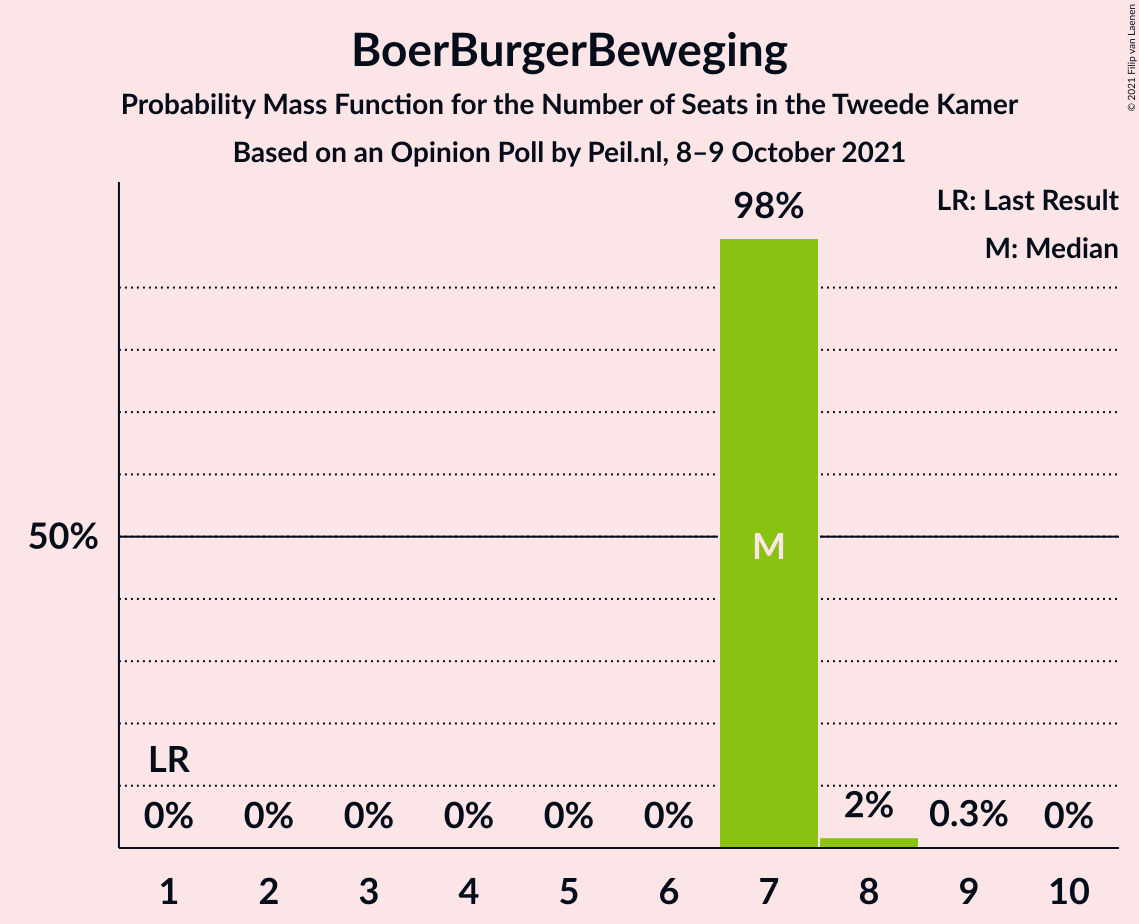 BoerBurgerBeweging
Probability Mass Function for the Number of Seats in the Tweede Kamer
Based on an Opinion Poll by Peil.nl, 8–9 October 2021
© 2021 Filip van Laenen
LR: Last Result
M: Median
98%
50%
M
LR
0% 0% 0% 0% 0% 0% 2% 0.3% 0%
1 2 3 4 5 6 7 8 9 10